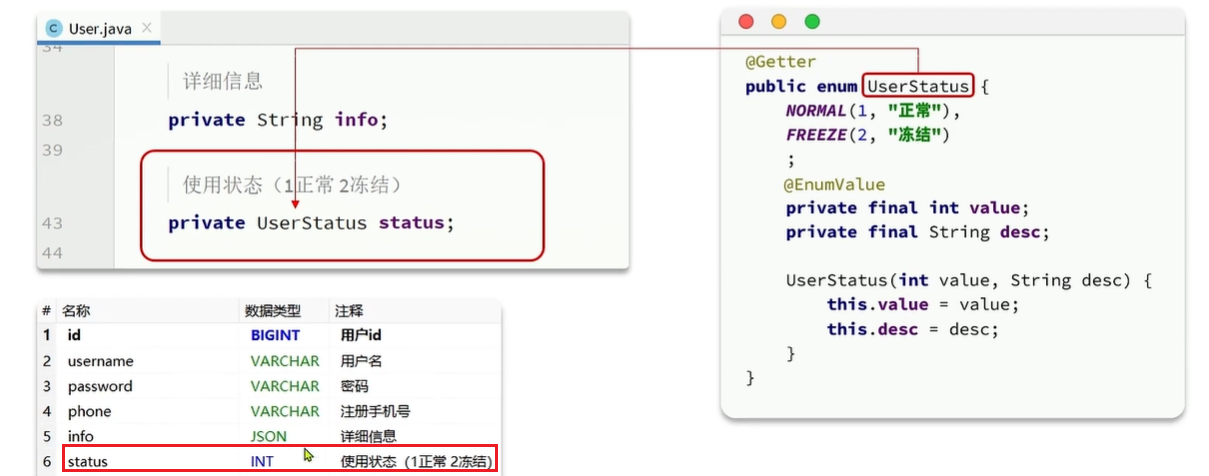 User.java
34
详细信息
38 private String info;
39
使用状态（1正常 2冻结）
43 private UserStatus status;
44
@Getter
public enum UserStatus {
NORMAL(1, "正常"),
FREEZE(2, "冻结")
;
@EnumValue
private final int value;
private final String desc;
UserStatus(int value, String desc) {
this.value = value;
this.desc = desc;
}
}
# 名称 数据类型 注释
1 id BIGINT 用户id
2 username VARCHAR 用户名
3 password VARCHAR 密码
4 phone VARCHAR 注册手机号
5 info JSON 详细信息
6 status INT 使用状态（1正常 2冻结)